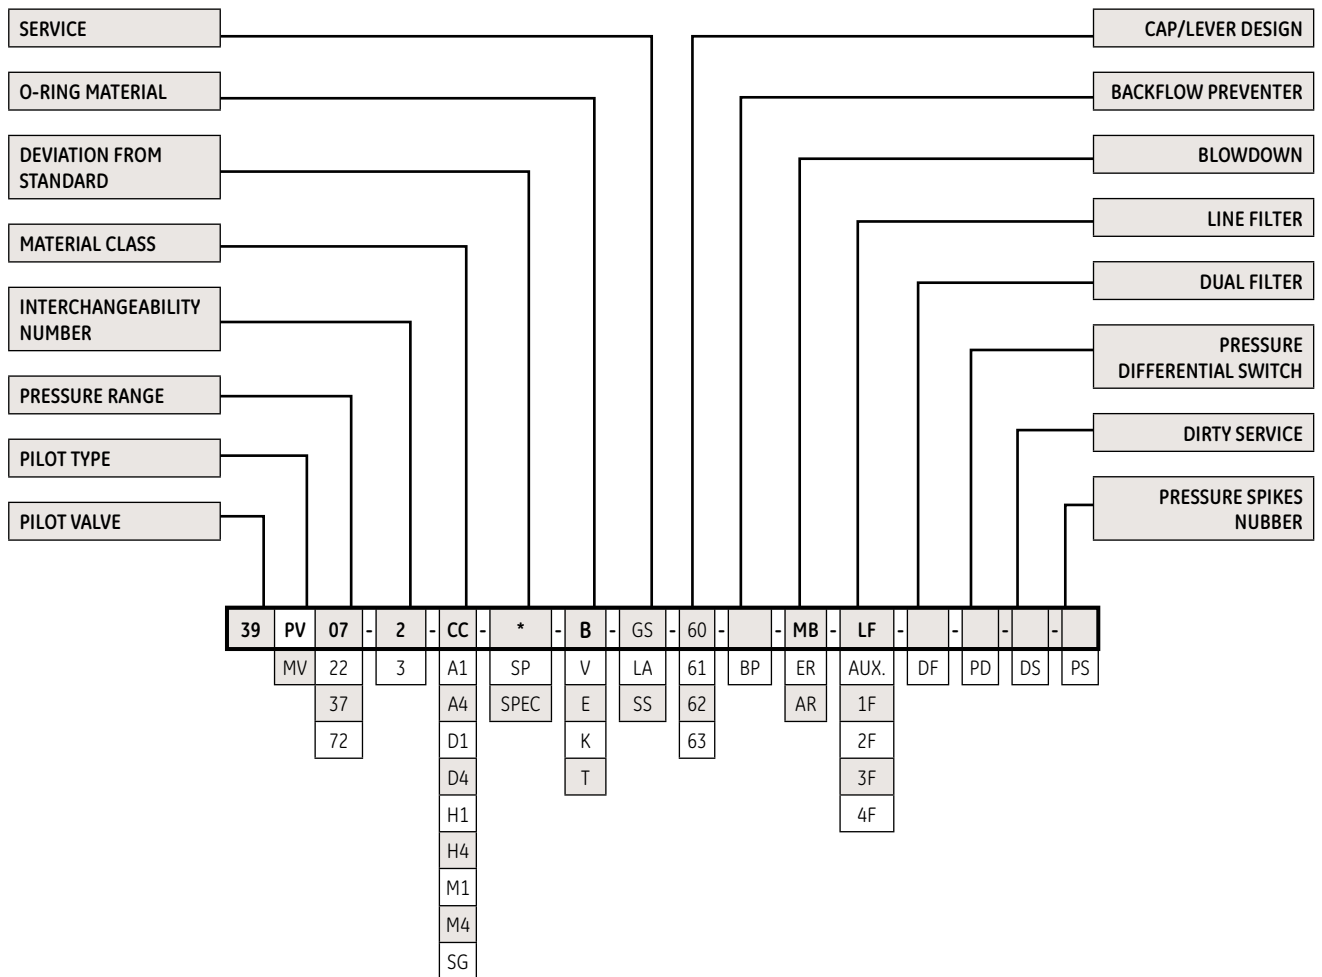 SERVICE
O-RING MATERIAL
DEVIATION FROM
STANDARD
MATERIAL CLASS
INTERCHANGEABILITY
NUMBER
PRESSURE RANGE
PILOT TYPE
PILOT VALVE
CAP/LEVER DESIGN
BACKFLOW PREVENTER
BLOWDOWN
LINE FILTER
DUAL FILTER
PRESSURE
DIFFERENTIAL SWITCH
DIRTY SERVICE
PRESSURE SPIKES
NUBBER
39 PV 07 - 2 - CC - * - B - GS - 60 - - MB - LF - - - -
MV 22 3 A1 SP V LA 61 BP ER AUX. DF PD DS PS
37 A4 SPEC E SS 62 AR 1F
72 D1 K 63 2F
D4 T 3F
H1 4F
H4
M1
M4
SG